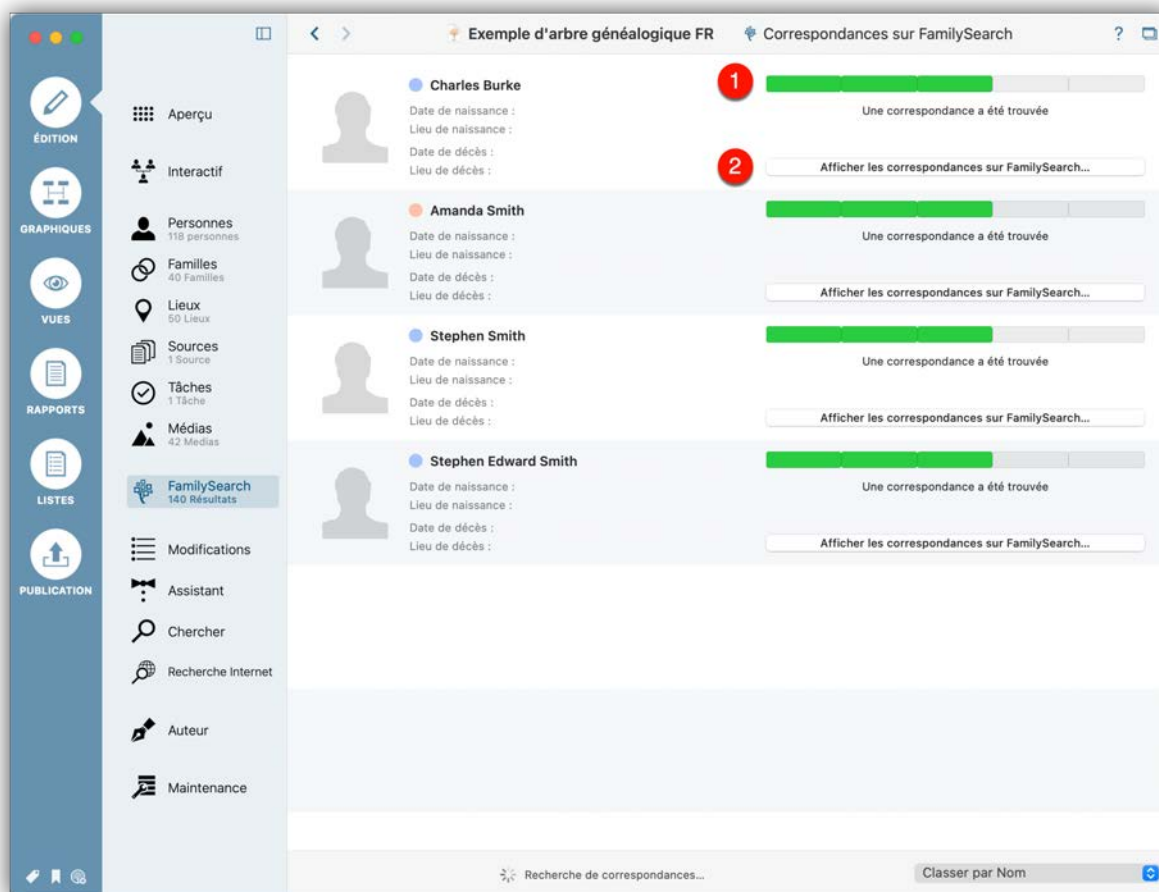 Exemple d'arbre généalogique FR
Correspondances sur FamilySearch
?
ÉDITION
GRAPHIQUES
VUES
RAPPORTS
LISTES
PUBLICATION
Aperçu
Interactif
Personnes
118 personnes
Familles
40 Familles
Lieux
50 Lieux
Sources
1 Source
Tâches
1 Tâche
Médias
42 Medias
FamilySearch
140 Résultats
Modifications
Assistant
Chercher
Recherche Internet
Auteur
Maintenance
Charles Burke
1
Date de naissance :
Une correspondance a été trouvée
Lieu de naissance :
Date de décès :
2
Lieu de décès :
Afficher les correspondances sur FamilySearch...
Amanda Smith
Date de naissance :
Une correspondance a été trouvée
Lieu de naissance :
Date de décès :
Lieu de décès :
Afficher les correspondances sur FamilySearch...
Stephen Smith
Date de naissance :
Une correspondance a été trouvée
Lieu de naissance :
Date de décès :
Lieu de décès :
Afficher les correspondances sur FamilySearch...
Stephen Edward Smith
Date de naissance :
Une correspondance a été trouvée
Lieu de naissance :
Date de décès :
Lieu de décès :
Afficher les correspondances sur FamilySearch...
Recherche de correspondances...
Classer par Nom